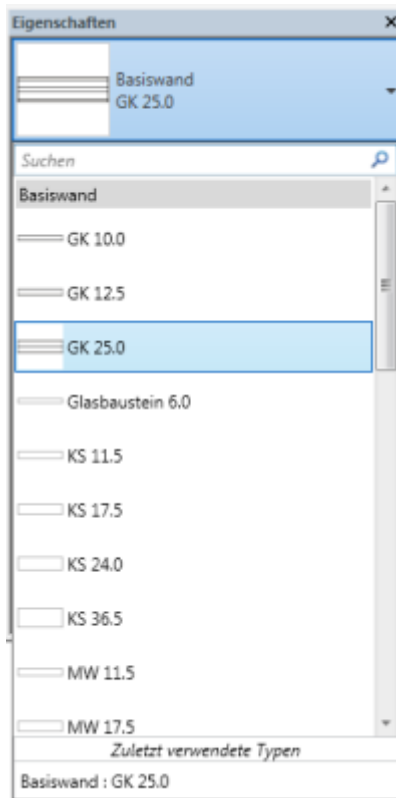 Eigenschaften
Basiswand
GK 25.0
Suchen
Basiswand
GK 10.0
GK 12.5
GK 25.0
Glasbaustein 6.0
KS 11.5
KS 17.5
KS 24.0
KS 36.5
MW 11.5
MW 17.5
Zuletzt verwendete Typen
Basiswand : GK 25.0